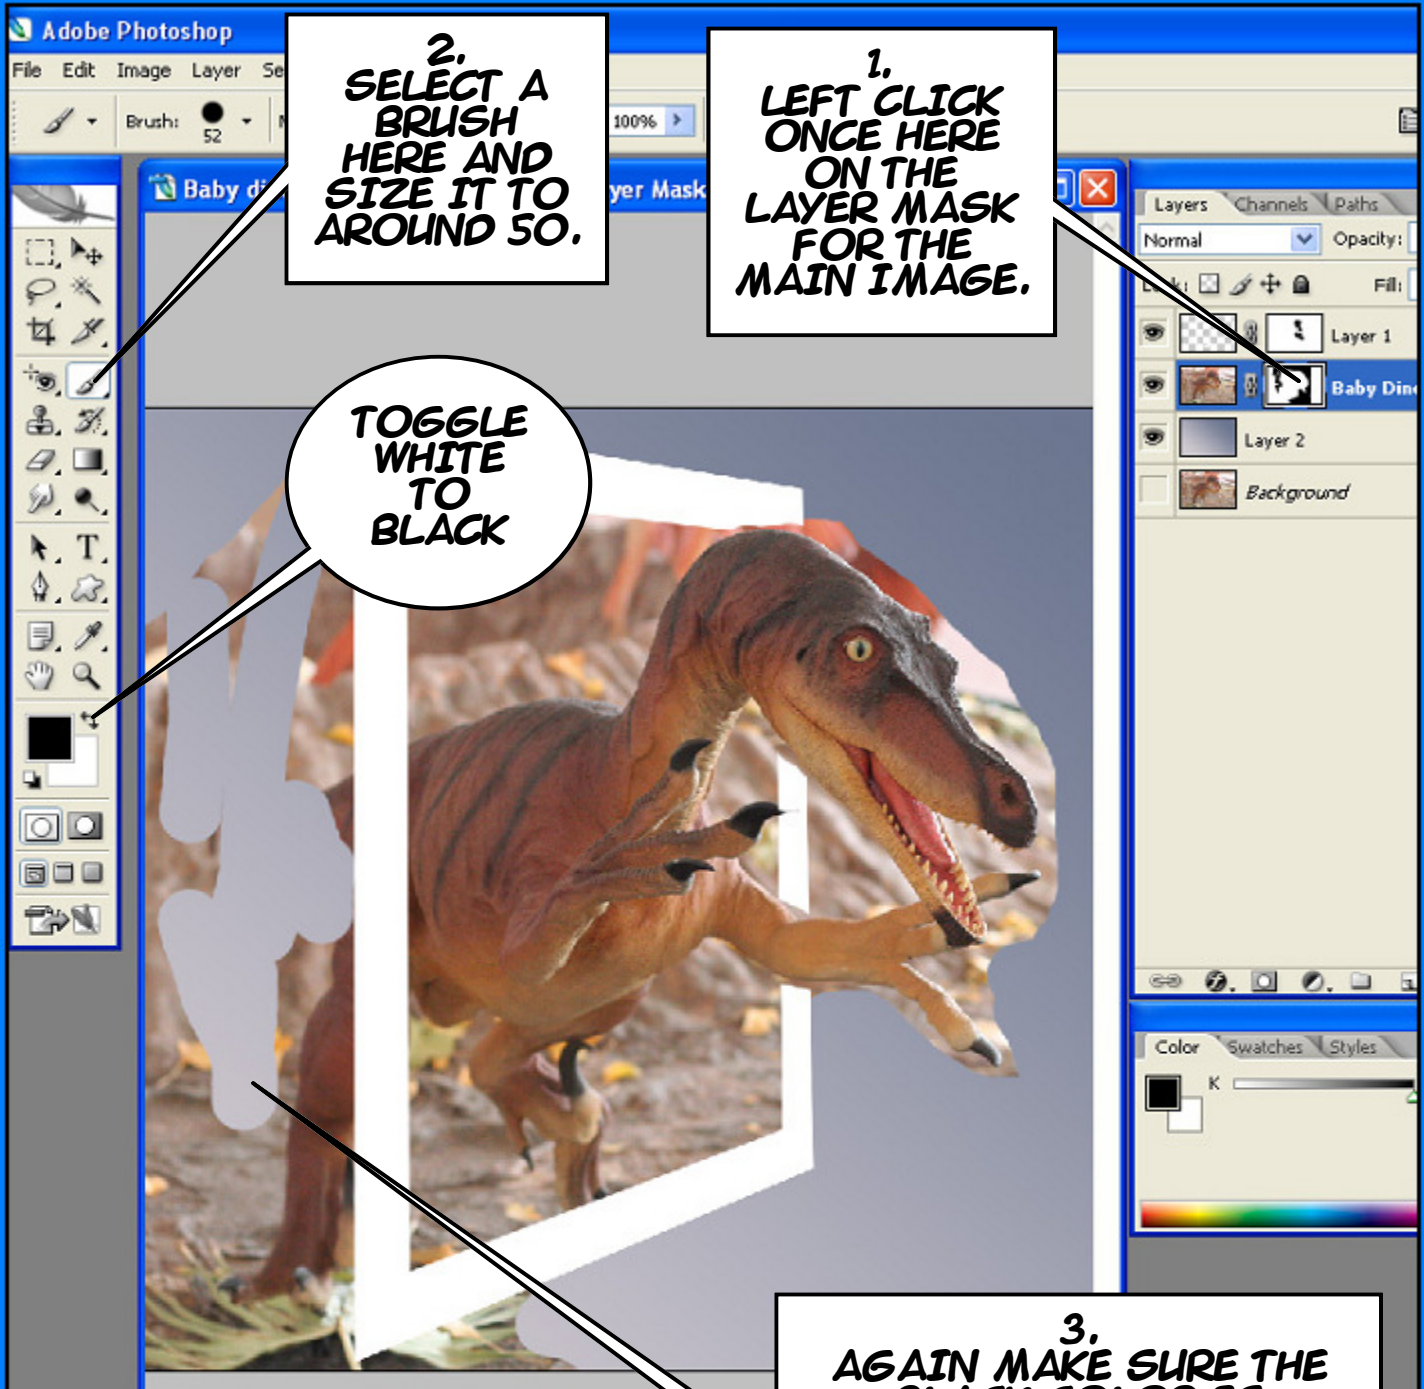 Adobe Photoshop
File Edit Image Layer Se
Brush: 52
100%
2.
SELECT A
BRUSH
HERE AND
SIZE IT TO
AROUND 50.
1.
LEFT CLICK
ONCE HERE
ON THE
LAYER MASK
FOR THE
MAIN IMAGE.
Baby di
yer Mask
Layers Channels Paths
Normal Opacity:
Fill:
Layer 1
Baby Din
Layer 2
Background
TOGGLE
WHITE
TO
BLACK
Color Swatches Styles
K
3.
AGAIN MAKE SURE THE